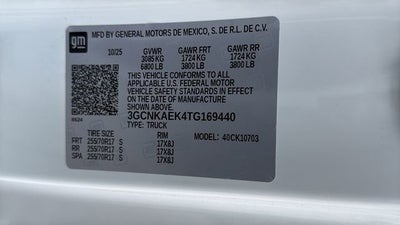 gm
MFD BY GENERAL MOTORS DE MEXICO, S. DE R.L. DE C.V.
10/25 GVWR GAWR FRT GAWR RR
3085 KG 1724 KG 1724 KG
6800 LB 3800 LB 3800 LB
THIS VEHICLE CONFORMS TO ALL
APPLICABLE U.S. FEDERAL MOTOR
VEHICLE SAFETY STANDARDS IN EFFECT
ON THE DATE OF MANUFACTURE
SHOWN ABOVE.
3GCNKAEK4TG169440
TYPE: TRUCK
TIRE SIZE RIM 40CK10703
FRT 255/70R17 S 17X8J
RR 255/70R17 S 17X8J
SPA 255/70R17 S 17X8J